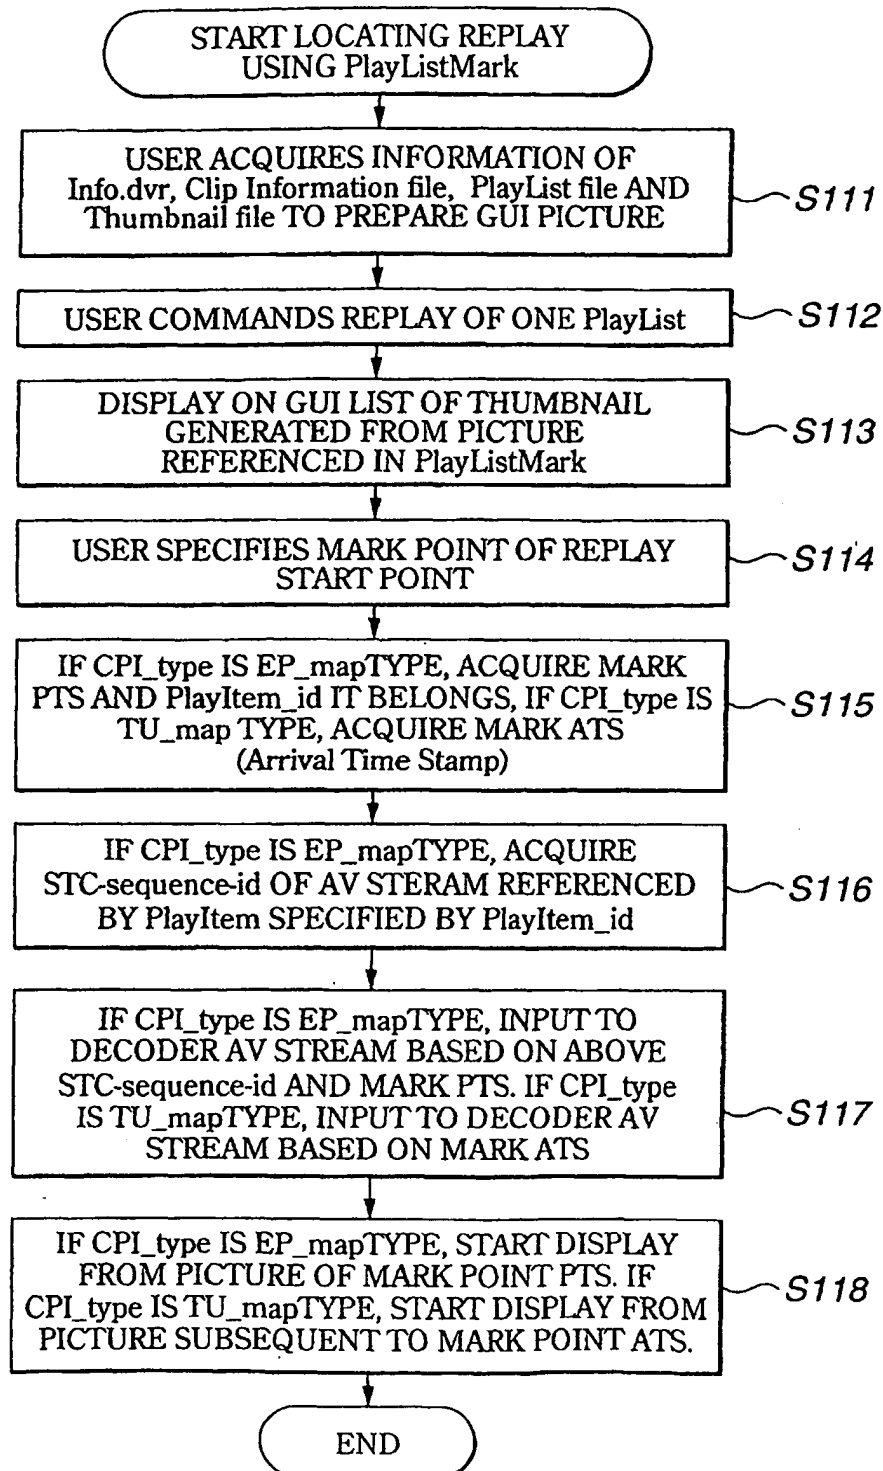 START LOCATING REPLAY
USING PlayListMark
USER ACQUIRES INFORMATION OF
Info.dvr, Clip Information file, PlayList file AND
Thumbnail file TO PREPARE GUI PICTURE
S111
USER COMMANDS REPLAY OF ONE PlayList
S112
DISPLAY ON GUI LIST OF THUMBNAIL
GENERATED FROM PICTURE
REFERENCED IN PlayListMark
S113
USER SPECIFIES MARK POINT OF REPLAY
START POINT
S114
IF CPI_type IS EP_mapTYPE, ACQUIRE MARK
PTS AND PlayItem_id IT BELONGS, IF CPI_type IS
TU_map TYPE, ACQUIRE MARK ATS
(Arrival Time Stamp)
S115
IF CPI_type IS EP_mapTYPE, ACQUIRE
STC-sequence-id OF AV STERAM REFERENCED
BY PlayItem SPECIFIED BY PlayItem_id
S116
IF CPI_type IS EP_mapTYPE, INPUT TO
DECODER AV STREAM BASED ON ABOVE
STC-sequence-id AND MARK PTS. IF CPI_type
IS TU_mapTYPE, INPUT TO DECODER AV
STREAM BASED ON MARK ATS
S117
IF CPI_type IS EP_mapTYPE, START DISPLAY
FROM PICTURE OF MARK POINT PTS. IF
CPI_type IS TU_mapTYPE, START DISPLAY FROM
PICTURE SUBSEQUENT TO MARK POINT ATS.
S118
END